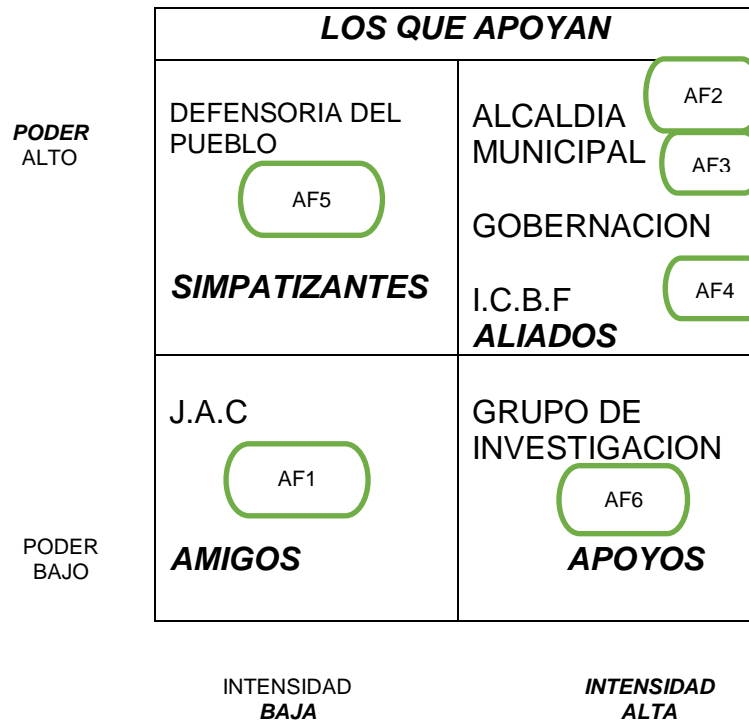 LOS QUE APOYAN
PODER
ALTO
DEFENSORIA DEL
PUEBLO
AF5
SIMPATIZANTES
ALCALDIA
MUNICIPAL
AF2
AF3
GOBERNACION
I.C.B.F
AF4
ALIADOS
PODER
BAJO
J.A.C
AF1
AMIGOS
GRUPO DE
INVESTIGACION
AF6
APOYOS
INTENSIDAD
BAJA
INTENSIDAD
ALTA